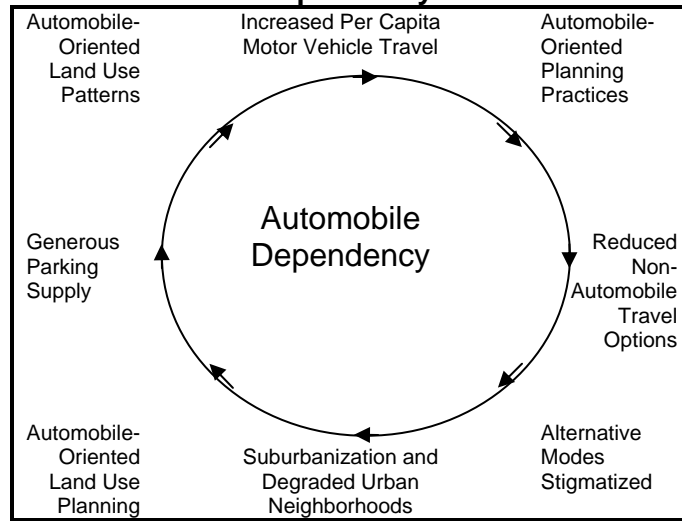 Automobile-
Oriented
Land Use
Patterns
Increased Per Capita
Motor Vehicle Travel
Automobile-
Oriented
Planning
Practices
Automobile
Dependency
Generous
Parking
Supply
Reduced
Non-
Automobile
Travel
Options
Automobile-
Oriented
Land Use
Planning
Suburbanization and
Degraded Urban
Neighborhoods
Alternative
Modes
Stigmatized